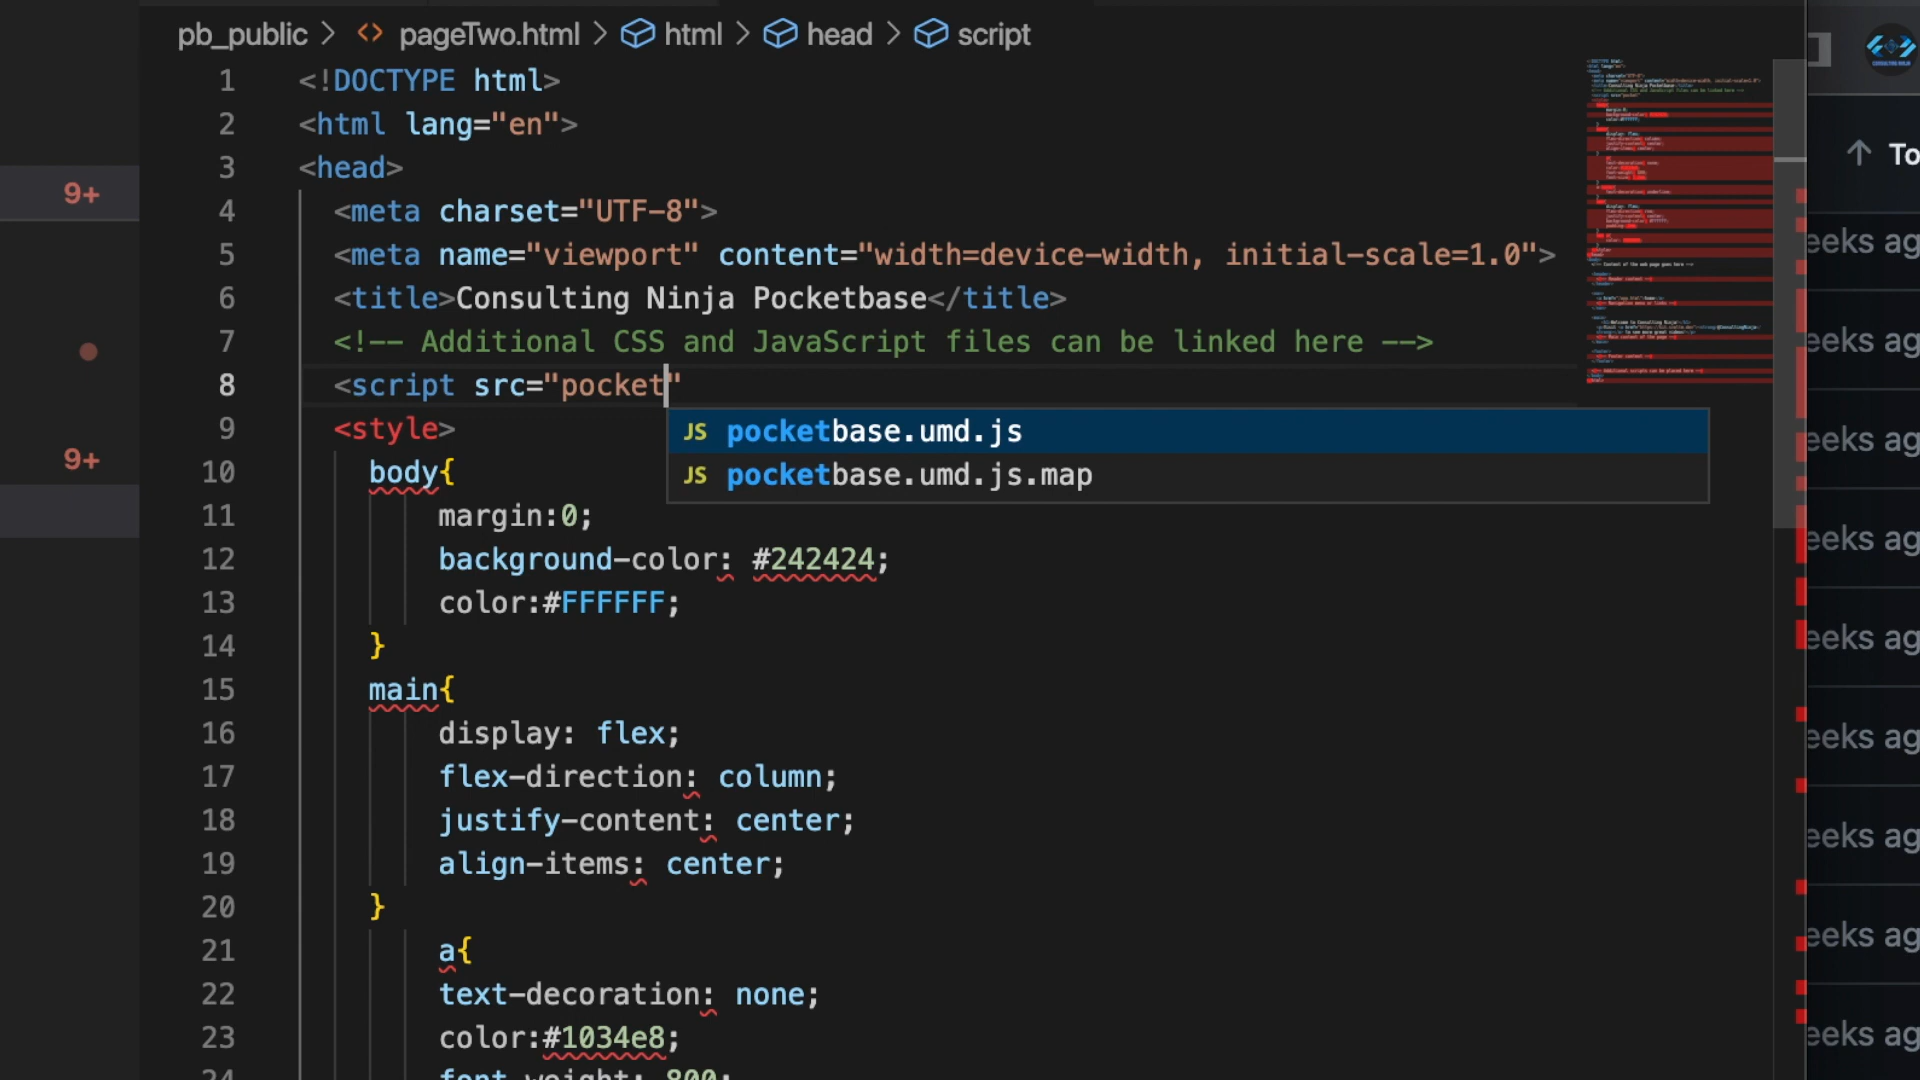 pb_public > <> pageTwo.html > html > head > script
1 <!DOCTYPE html>
2 <html lang="en">
3 <head>
4 <meta charset="UTF-8">
5 <meta name="viewport" content="width=device-width, initial-scale=1.0">
6 <title>Consulting Ninja Pocketbase</title>
7 <!-- Additional CSS and JavaScript files can be linked here -->
8 <script src="pocket"
JS pocketbase.umd.js
JS pocketbase.umd.js.map
9 <style>
10 body{
11 margin:0;
12 background-color: #242424;
13 color:#FFFFFF;
14 }
15 main{
16 display: flex;
17 flex-direction: column;
18 justify-content: center;
19 align-items: center;
20 }
21 a{
22 text-decoration: none;
23 color:#1034e8;
24 font-weight: 800;
9+
9+
↑ To
eeks ag
eeks ag
eeks ag
eeks ag
eeks ag
eeks ag
eeks ag
eeks ag
eeks ag